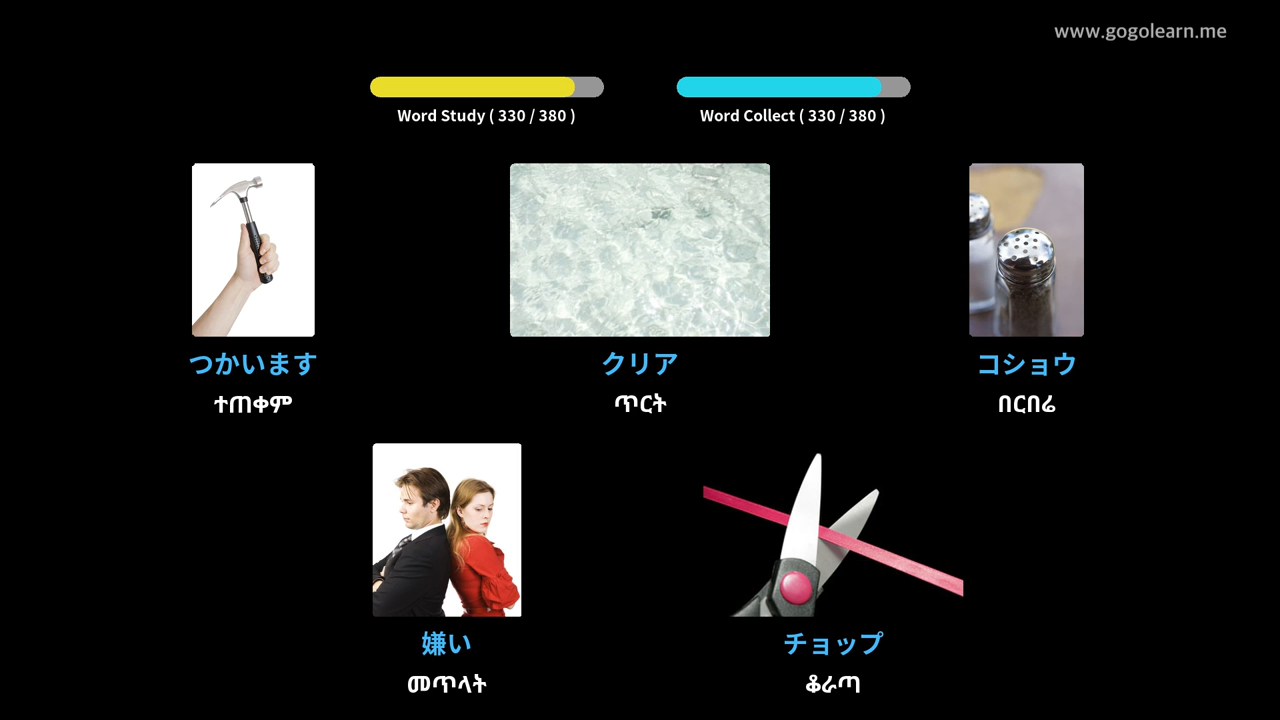 www.gogolearn.me
Word Study ( 330 / 380 )
Word Collect ( 330 / 380 )
つかいます
ተጠቀም
クリア
ጥርት
コショウ
በርበሬ
嫌い
መጥላት
チョップ
ቆራጣ